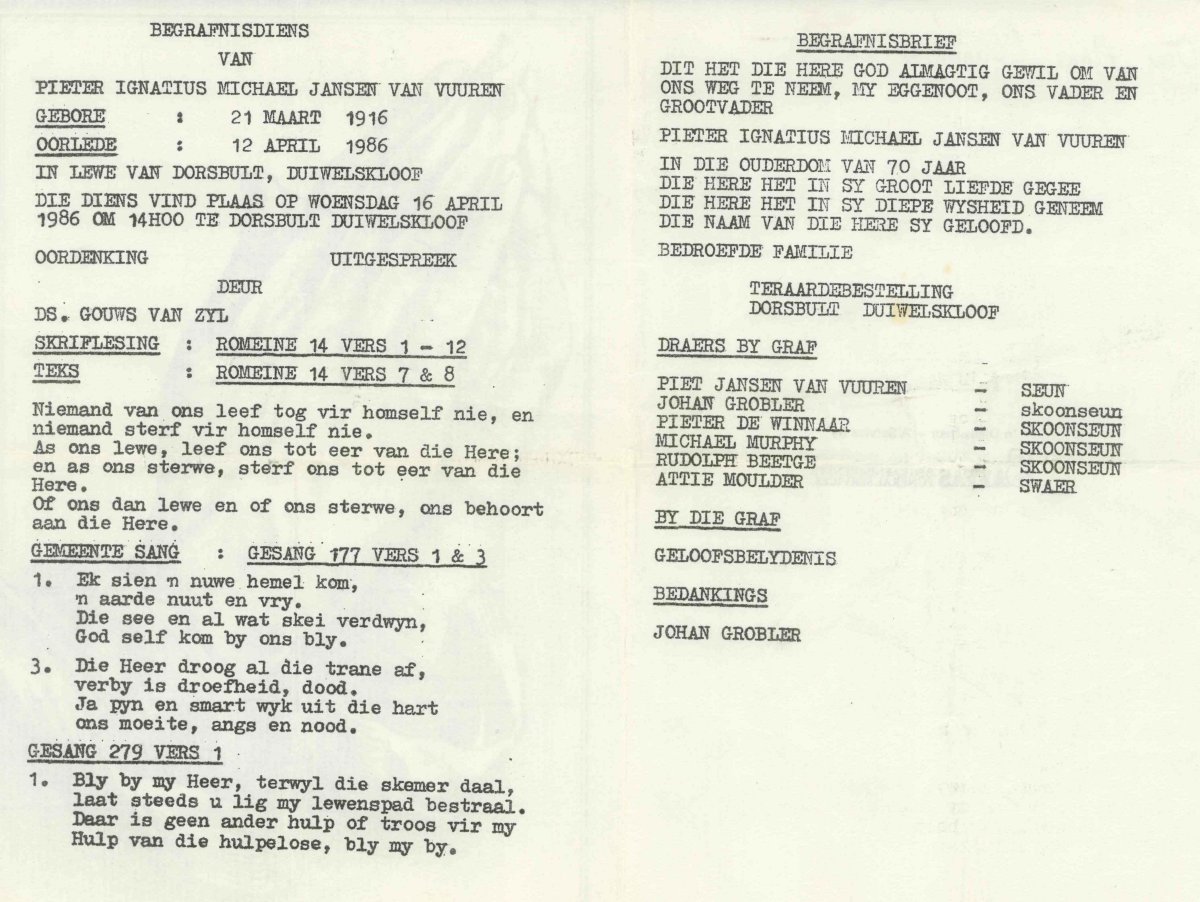 BEGRAFNISDIENS
VAN
PIETER IGNATIUS MICHAEL JANSEN VAN VUUREN
GEBORE : 21 MAART 1916
OORLEDE : 12 APRIL 1986
IN LEWE VAN DORSBULT, DUIWELSKLOOF
DIE DIENS VIND PLAAS OP WOENSDAG 16 APRIL
1986 OM 14H00 TE DORSBULT DUIWELSKLOOF
OORDENKING UITGESPREEK
DEUR
DS. GOUWS VAN ZYL
SKRIFLESING : ROMEINE 14 VERS 1 - 12
TEKS : ROMEINE 14 VERS 7 & 8
Niemand van ons leef tog vir homself nie, en
niemand sterf vir homself nie.
As ons lewe, leef ons tot eer van die Here;
en as ons sterwe, sterf ons tot eer van die
Here.
Of ons dan lewe en of ons sterwe, ons behoort
aan die Here.
GEMEENTE SANG : GESANG 177 VERS 1 & 3
1. Ek sien 'n nuwe hemel kom,
'n aarde nuut en vry.
Die see en al wat skei verdwyn,
God self kom by ons bly.
3. Die Heer droog al die trane af,
verby is droefheid, dood.
Ja pyn en smart wyk uit die hart
ons moeite, angs en nood.
GESANG 279 VERS 1
1. Bly by my Heer, terwyl die skemer daal,
laat steeds u lig my lewenspad bestraal.
Daar is geen ander hulp of troos vir my
Hulp van die hulpelose, bly my by.
BEGRAFNISBRIEF
DIT HET DIE HERE GOD ALMAGTIG GEWIL OM VAN
ONS WEG TE NEEM, MY EGGENOOT, ONS VADER EN
GROOTVADER
PIETER IGNATIUS MICHAEL JANSEN VAN VUUREN
IN DIE OUDERDOM VAN 70 JAAR
DIE HERE HET IN SY GROOT LIEFDE GEGEE
DIE HERE HET IN SY DIEPE WYSHEID GENEEM
DIE NAAM VAN DIE HERE SY GELOOFD.
BEDROEFDE FAMILIE
TERAARDEBESTELLING
DORSBULT DUIWELSKLOOF
DRAERS BY GRAF
PIET JANSEN VAN VUUREN - SEUN
JOHAN GROBLER - skoonseun
PIETER DE WINNAAR - SKOONSEUN
MICHAEL MURPHY - SKOONSEUN
RUDOLPH BEETGE - SKOONSEUN
ATTIE MOULDER - SWAER
BY DIE GRAF
GELOOFSBELYDENIS
BEDANKINGS
JOHAN GROBLER